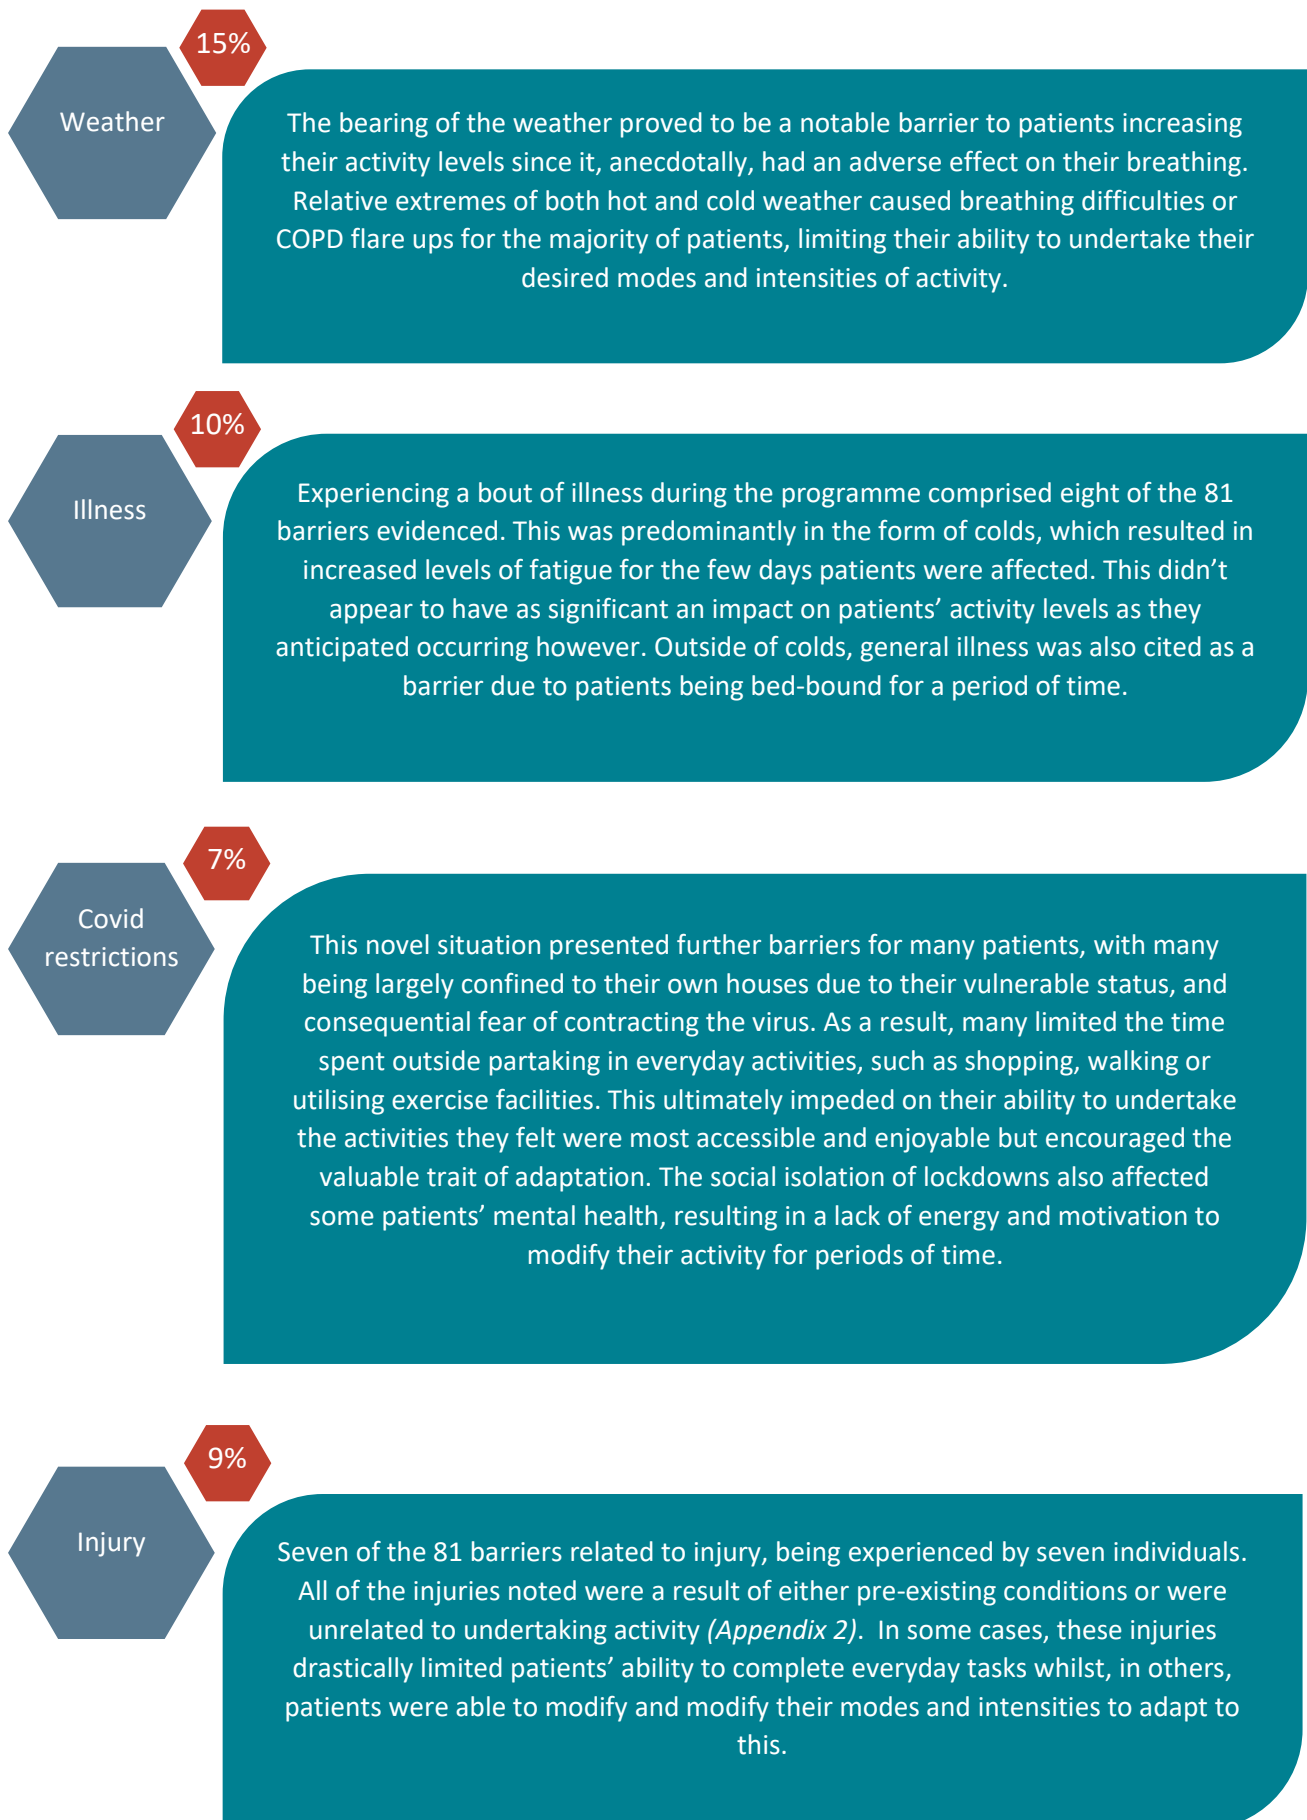 15%
Weather
The bearing of the weather proved to be a notable barrier to patients increasing
their activity levels since it, anecdotally, had an adverse effect on their breathing.
Relative extremes of both hot and cold weather caused breathing difficulties or
COPD flare ups for the majority of patients, limiting their ability to undertake their
desired modes and intensities of activity.
10%
Illness
Experiencing a bout of illness during the programme comprised eight of the 81
barriers evidenced. This was predominantly in the form of colds, which resulted in
increased levels of fatigue for the few days patients were affected. This didn’t
appear to have as significant an impact on patients’ activity levels as they
anticipated occurring however. Outside of colds, general illness was also cited as a
barrier due to patients being bed-bound for a period of time.
7%
Covid
restrictions
This novel situation presented further barriers for many patients, with many
being largely confined to their own houses due to their vulnerable status, and
consequential fear of contracting the virus. As a result, many limited the time
spent outside partaking in everyday activities, such as shopping, walking or
utilising exercise facilities. This ultimately impeded on their ability to undertake
the activities they felt were most accessible and enjoyable but encouraged the
valuable trait of adaptation. The social isolation of lockdowns also affected
some patients’ mental health, resulting in a lack of energy and motivation to
modify their activity for periods of time.
9%
Injury
Seven of the 81 barriers related to injury, being experienced by seven individuals.
All of the injuries noted were a result of either pre-existing conditions or were
unrelated to undertaking activity (Appendix 2). In some cases, these injuries
drastically limited patients’ ability to complete everyday tasks whilst, in others,
patients were able to modify and modify their modes and intensities to adapt to
this.